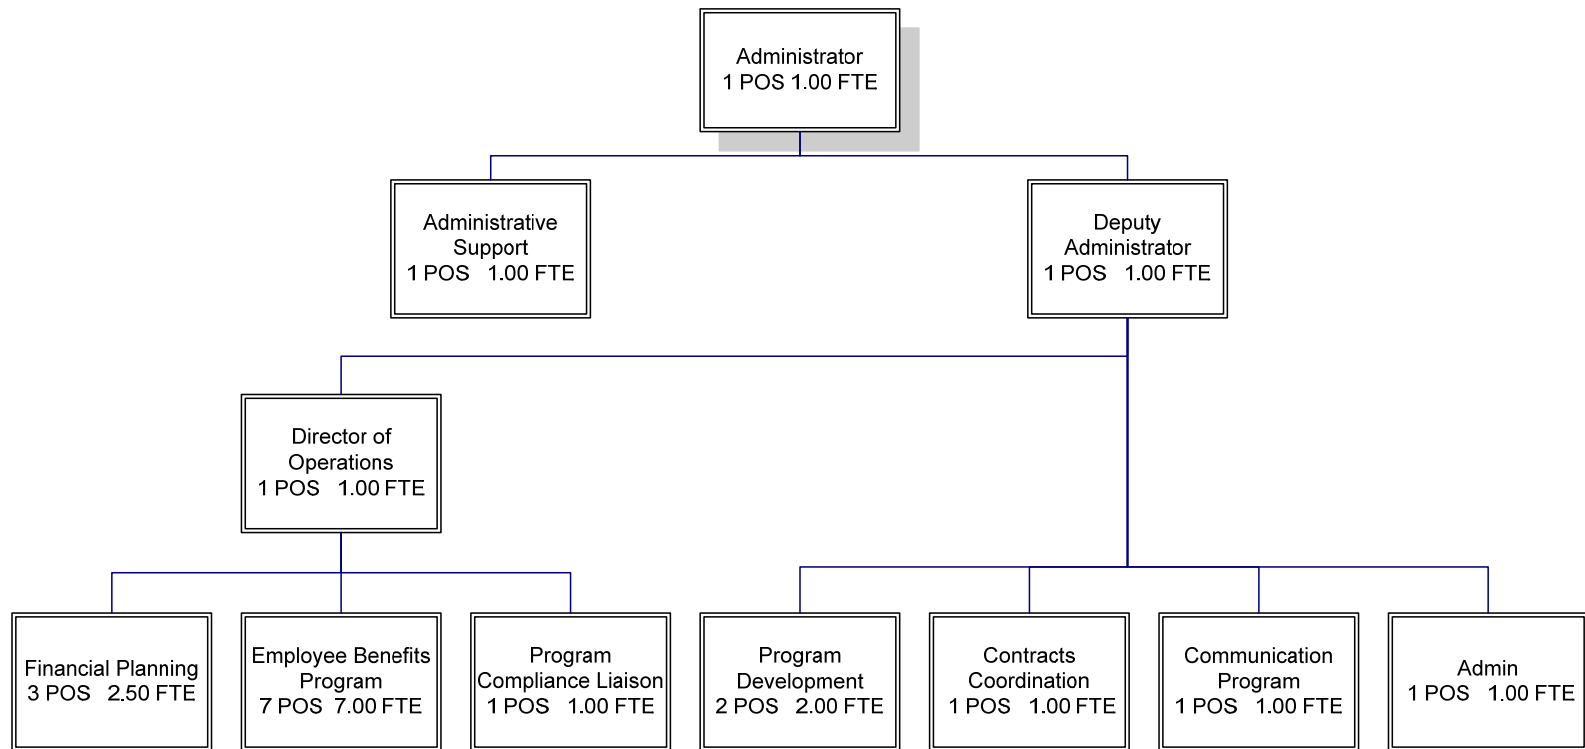 Administrator
1 POS 1.00 FTE
Administrative
Support
1 POS 1.00 FTE
Deputy
Administrator
1 POS 1.00 FTE
Director of
Operations
1 POS 1.00 FTE
Financial Planning
3 POS 2.50 FTE
Employee Benefits
Program
7 POS 7.00 FTE
Program
Compliance Liaison
1 POS 1.00 FTE
Program
Development
2 POS 2.00 FTE
Contracts
Coordination
1 POS 1.00 FTE
Communication
Program
1 POS 1.00 FTE
Admin
1 POS 1.00 FTE